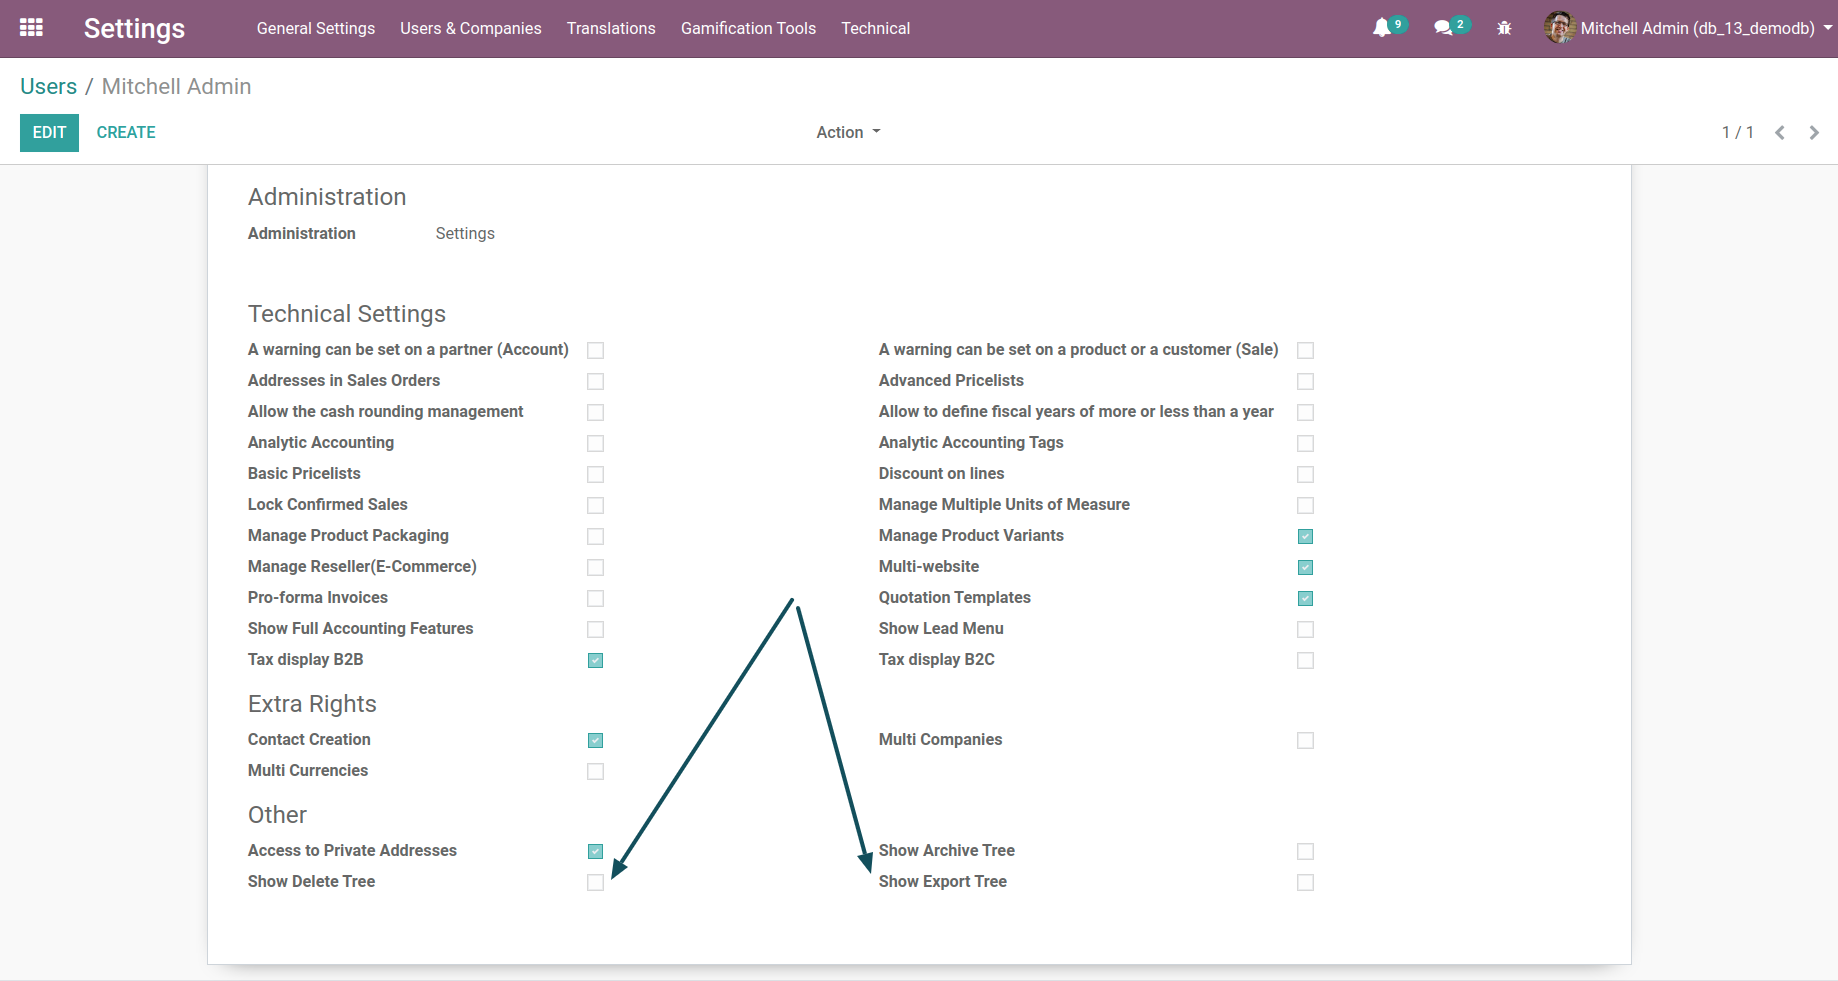 Settings General Settings Users & Companies Translations Gamification Tools Technical 9 2 Mitchell Admin (db_13_demodb)
Users / Mitchell Admin
EDIT CREATE Action 1 / 1
Administration
Administration Settings
Technical Settings
A warning can be set on a partner (Account) A warning can be set on a product or a customer (Sale)
Addresses in Sales Orders Advanced Pricelists
Allow the cash rounding management Allow to define fiscal years of more or less than a year
Analytic Accounting Analytic Accounting Tags
Basic Pricelists Discount on lines
Lock Confirmed Sales Manage Multiple Units of Measure
Manage Product Packaging Manage Product Variants
Manage Reseller(E-Commerce) Multi-website
Pro-forma Invoices Quotation Templates
Show Full Accounting Features Show Lead Menu
Tax display B2B Tax display B2C
Extra Rights
Contact Creation Multi Companies
Multi Currencies
Other
Access to Private Addresses Show Archive Tree
Show Delete Tree Show Export Tree